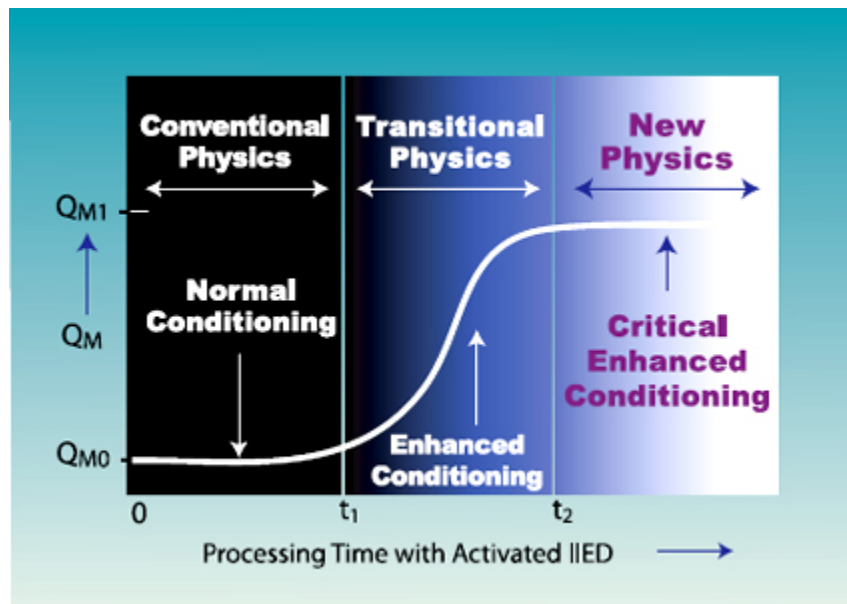 Conventional
Physics
Transitional
Physics
New
Physics
QM1
Normal
Conditioning
QM
Critical
Enhanced
Conditioning
Enhanced
Conditioning
QM0
0
t1
t2
Processing Time with Activated IIED